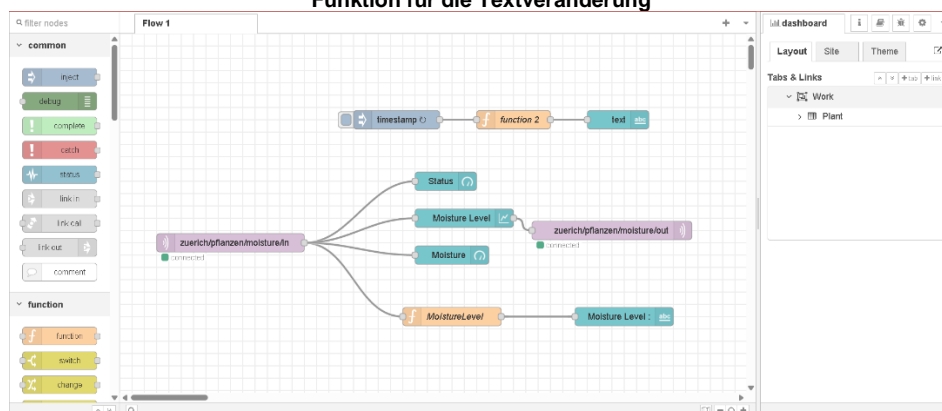 Funktion für die Textveränderung
filter nodes
Flow 1
dashboard
i
common
Layout
Site
Theme
inject
Tabs & Links
tab
link
debug
Work
complete
timestamp ↻
f
function 2
text
abc
Plant
catch
status
Status
link in
Moisture Level
link call
zuerich/pflanzen/moisture/out
link out
zuerich/pflanzen/moisture/in
Moisture
connected
connected
comment
function
f
MoistureLevel
Moisture Level :
abc
f
function
switch
change